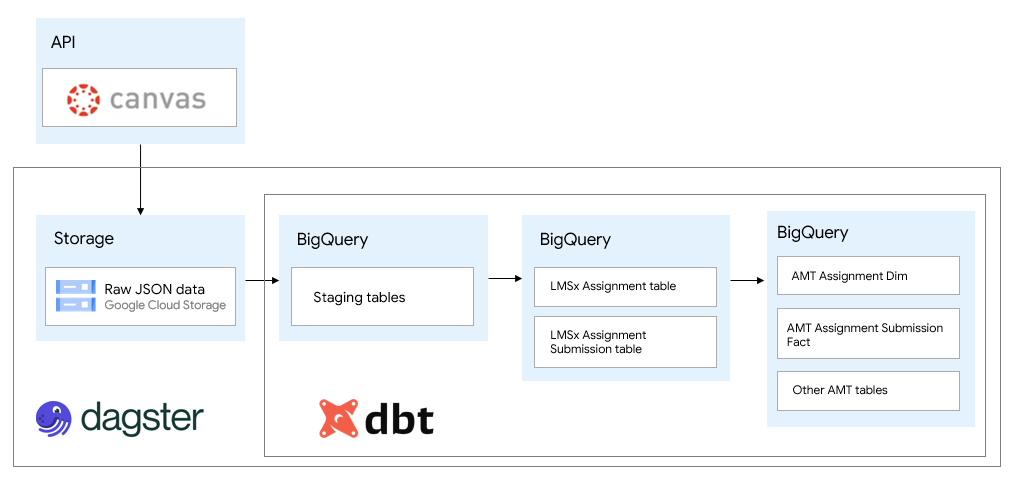 API
canvas
Storage
Raw JSON data
Google Cloud Storage
BigQuery
Staging tables
BigQuery
LMSx Assignment table
LMSx Assignment
Submission table
BigQuery
AMT Assignment Dim
AMT Assignment Submission
Fact
Other AMT tables
dagster
dbt